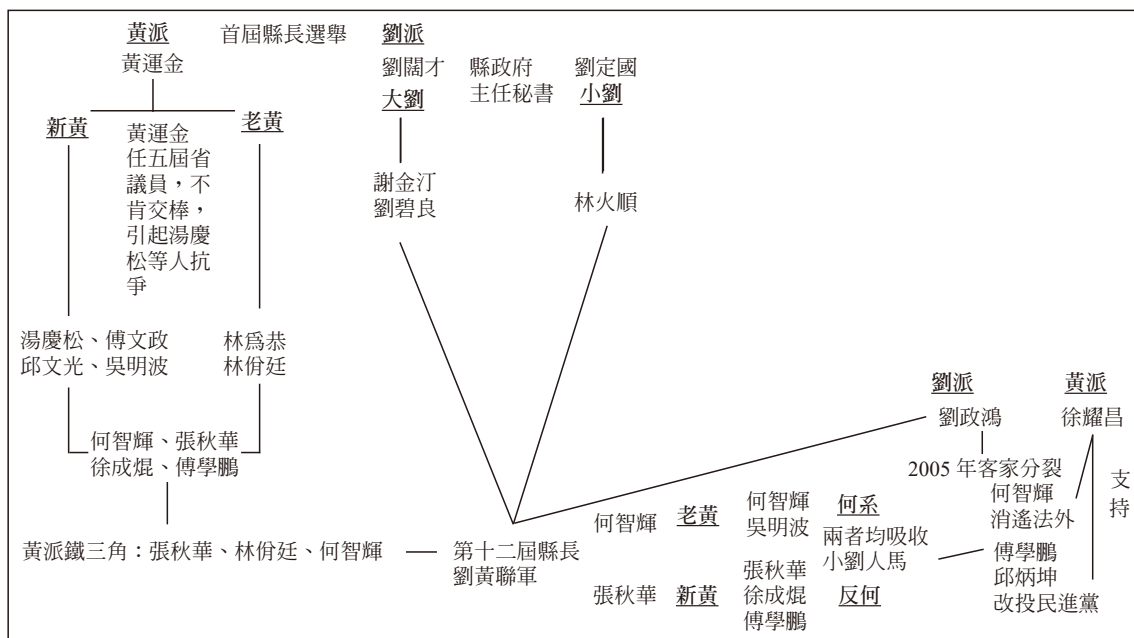 黃派 首屆縣長選舉 劉派
黃運金
劉闊才 縣政府 劉定國
大劉 主任秘書 小劉
新黃 老黃
黃運金
任五屆省
議員，不
肯交棒，
引起湯慶
松等人抗
爭
謝金汀
劉碧良
林火順
湯慶松、傅文政
邱文光、吳明波
林為恭
林佾廷
何智輝、張秋華
徐成焜、傅學鵬
黃派鐵三角：張秋華、林佾廷、何智輝
第十二屆縣長
劉黃聯軍
何智輝 老黃
何智輝
吳明波
何系
兩者均吸收
小劉人馬
張秋華 新黃
張秋華
徐成焜
傅學鵬
反何
劉派 黃派
劉政鴻 徐耀昌
2005 年客家分裂
何智輝
消遙法外
支持
傅學鵬
邱炳坤
改投民進黨